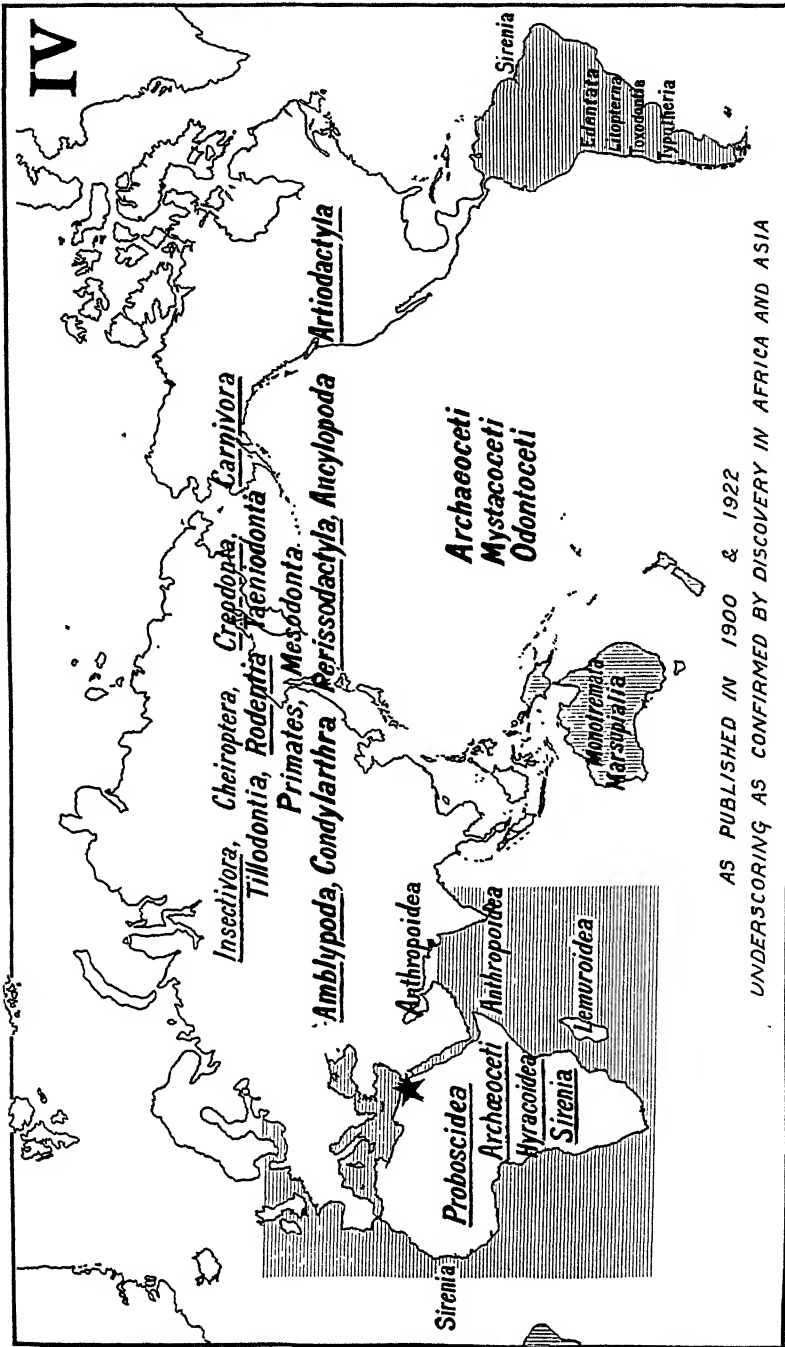 IV
Insectivora, Cheiroptera, Creodonta, Carnivora
Tillodontia, Rodentia Taeniodonta
Primates, Mesodonta
Amblypoda, Condylarthra Perissodactyla, Ancylopoda Artiodactyla
Anthropoidea
Archaeoceti
Mystacoceti
Odontoceti
Sirenia
Proboscidea
Archæoceti
Hyracoidea
Sirenia
Anthropoidea
Lemuroidea
Monotremata
Marsupialia
Sirenia
Edentata
Litopterna
Toxodontia
Typotheria
AS PUBLISHED IN 1900 & 1922
UNDERSCORING AS CONFIRMED BY DISCOVERY IN AFRICA AND ASIA